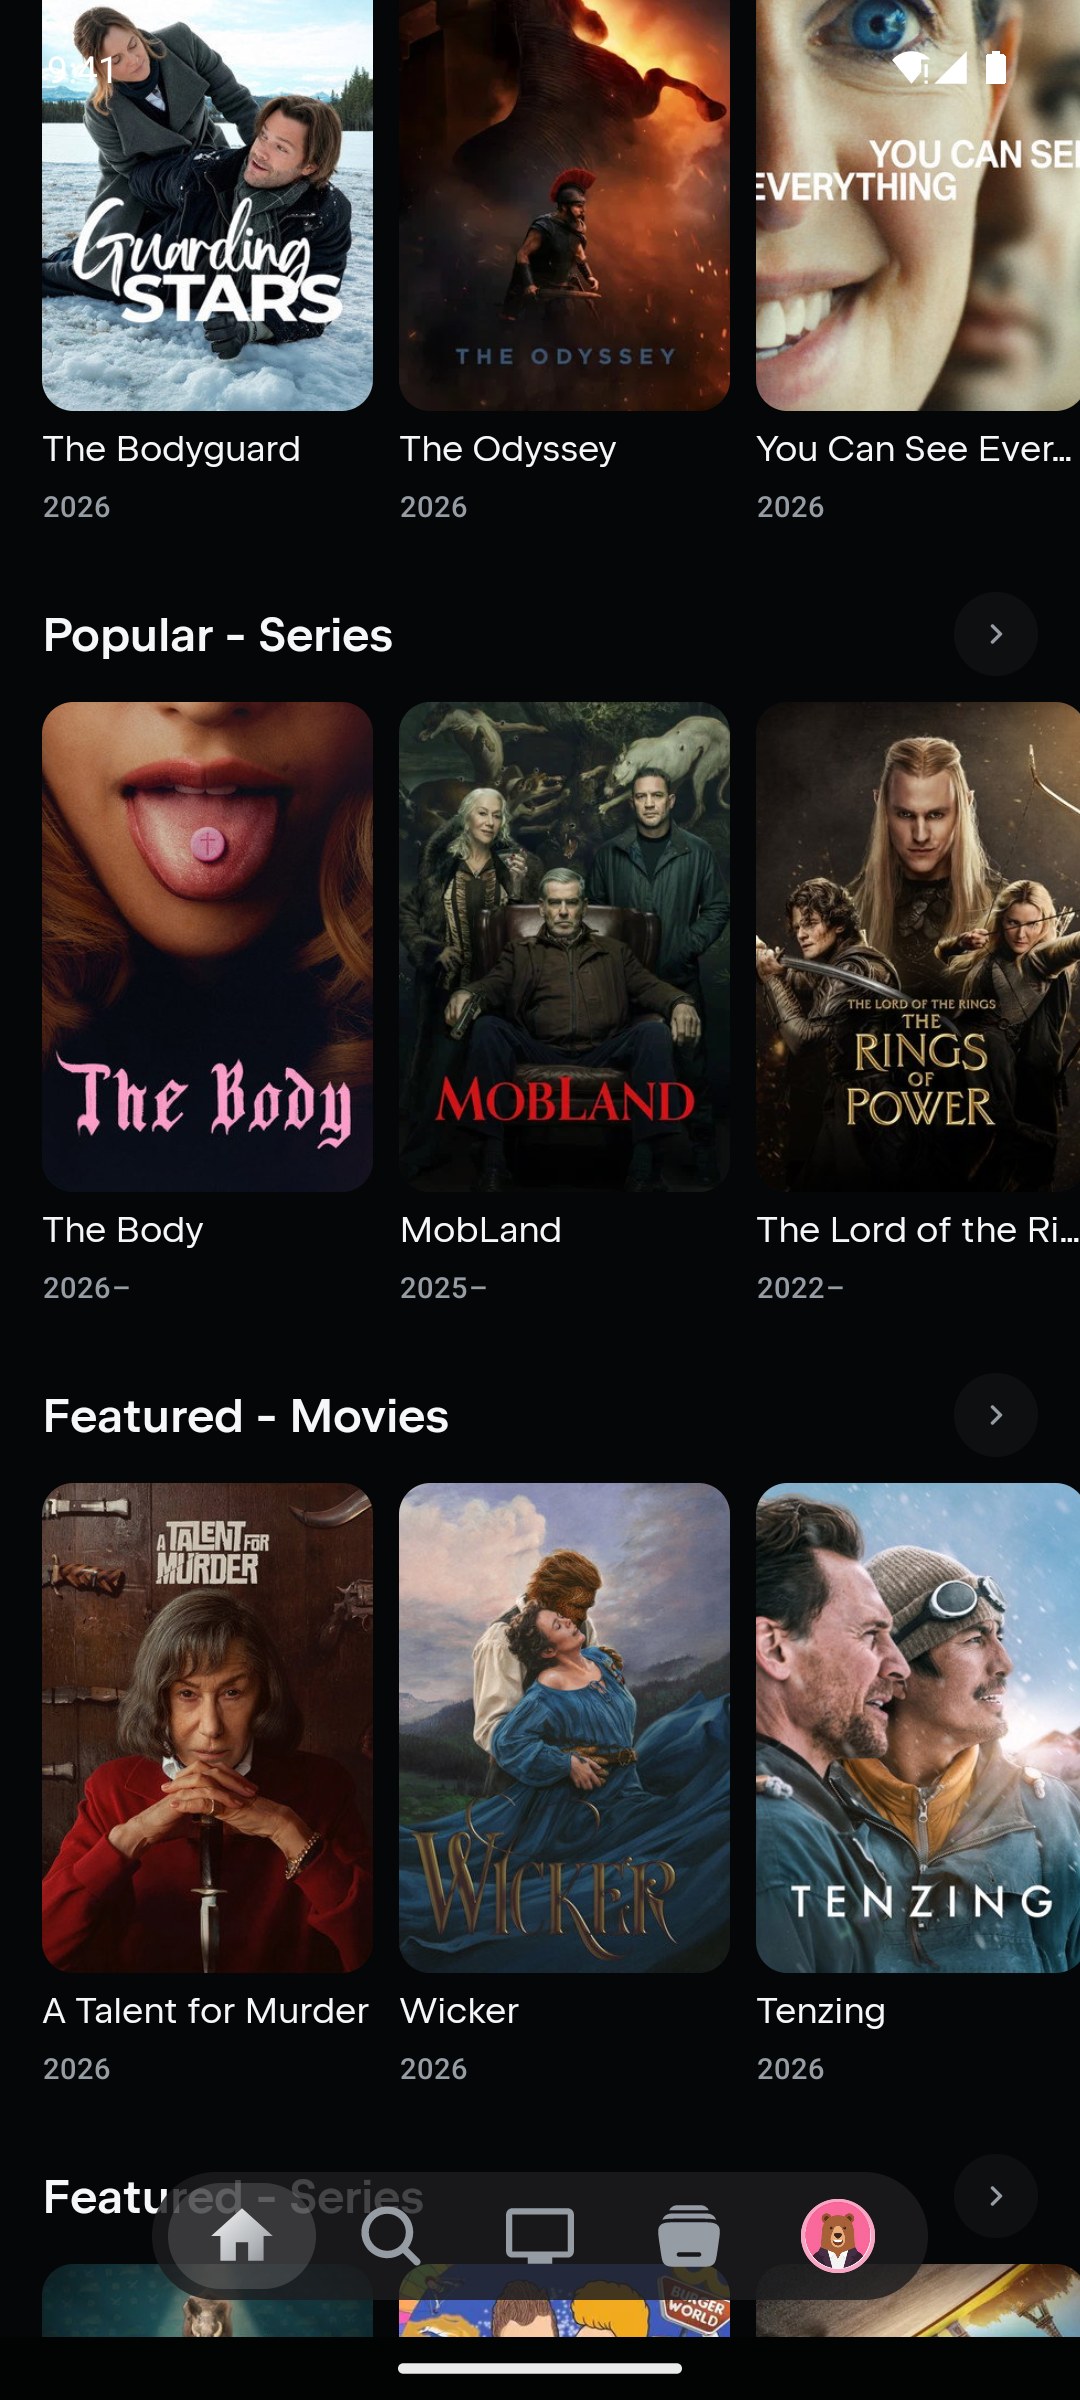 9:41
YOU CAN SEE
EVERYTHING
Guarding
STARS
THE ODYSSEY
The Bodyguard
The Odyssey
You Can See Ever...
2026
2026
2026
Popular - Series
The Body
MOBLAND
THE LORD OF THE RINGS
THE
RINGS
OF
POWER
The Body
MobLand
The Lord of the Ri...
2026–
2025–
2022–
Featured - Movies
A TALENT FOR
MURDER
WICKER
TENZING
A Talent for Murder
Wicker
Tenzing
2026
2026
2026
Featured - Series
BURGER
WORLD